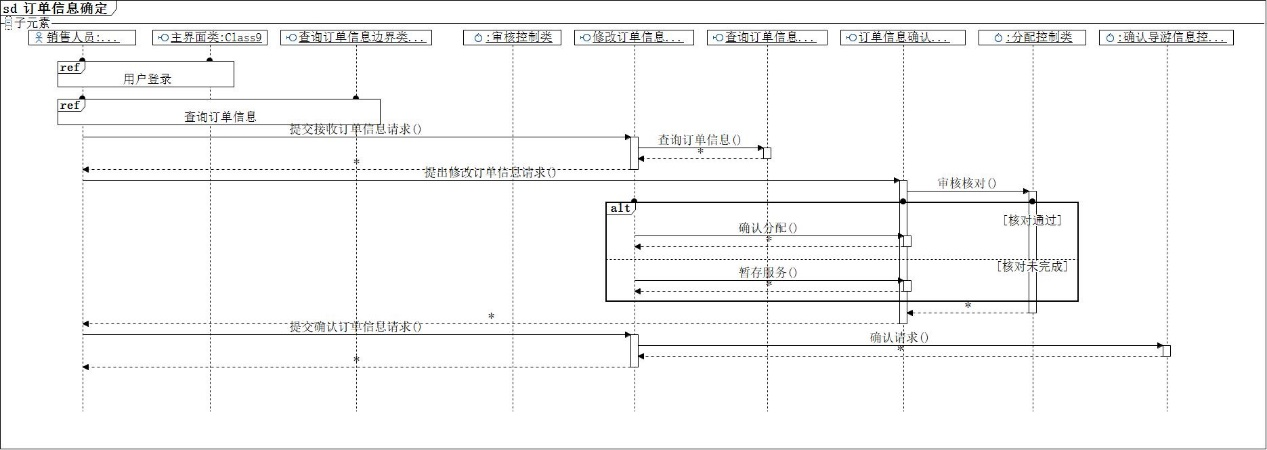 sd 订单信息确定
子元素
销售人员:...
主界面类:Class9
查询订单信息边界类...
:审核控制类
修改订单信息...
查询订单信息...
订单信息确认...
:分配控制类
:确认导游信息控...
ref
用户登录
ref
查询订单信息
提交接收订单信息请求()
查询订单信息()
*
*
提出修改订单信息请求()
审核核对()
alt
[核对通过]
确认分配()
*
[核对未完成]
暂存服务()
*
*
*
提交确认订单信息请求()
确认请求()
*
*